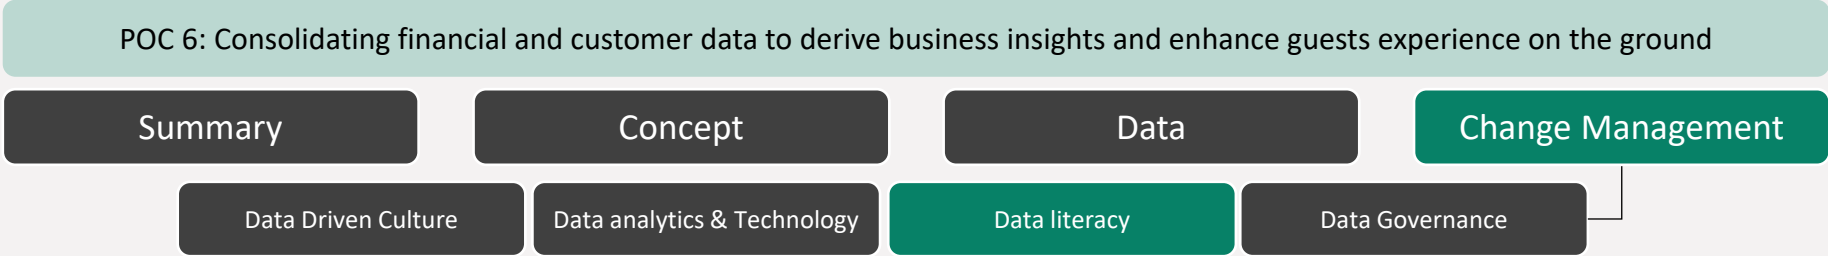 POC 6: Consolidating financial and customer data to derive business insights and enhance guests experience on the ground
Summary
Concept
Data
Change Management
Data Driven Culture
Data analytics & Technology
Data literacy
Data Governance